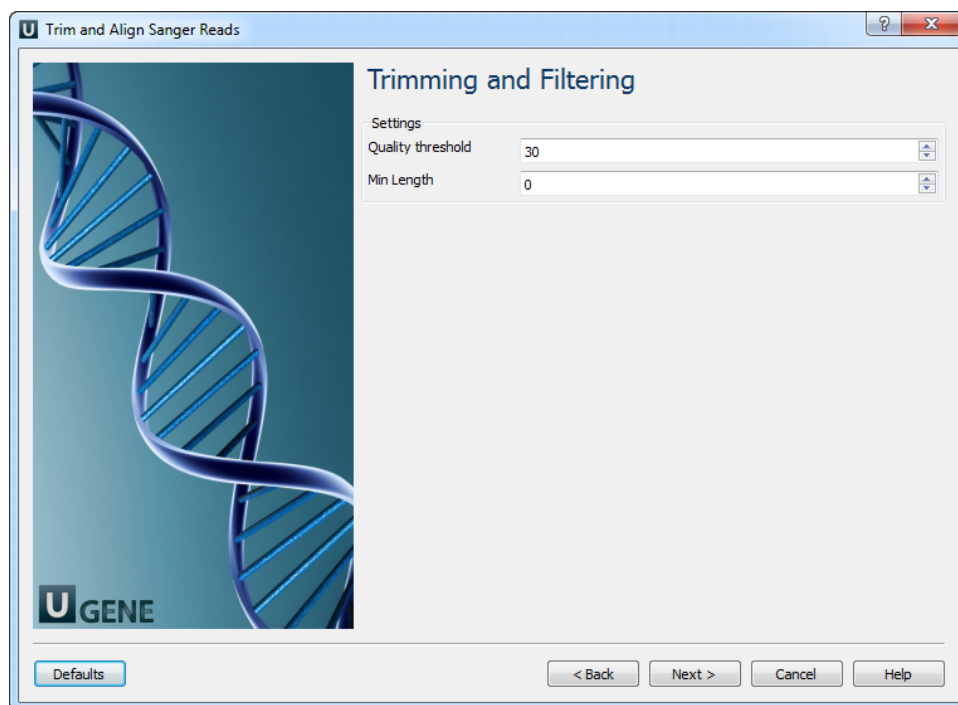 Trim and Align Sanger Reads
Trimming and Filtering
Settings
Quality threshold 30
Min Length 0
U GENE
Defaults < Back Next > Cancel Help